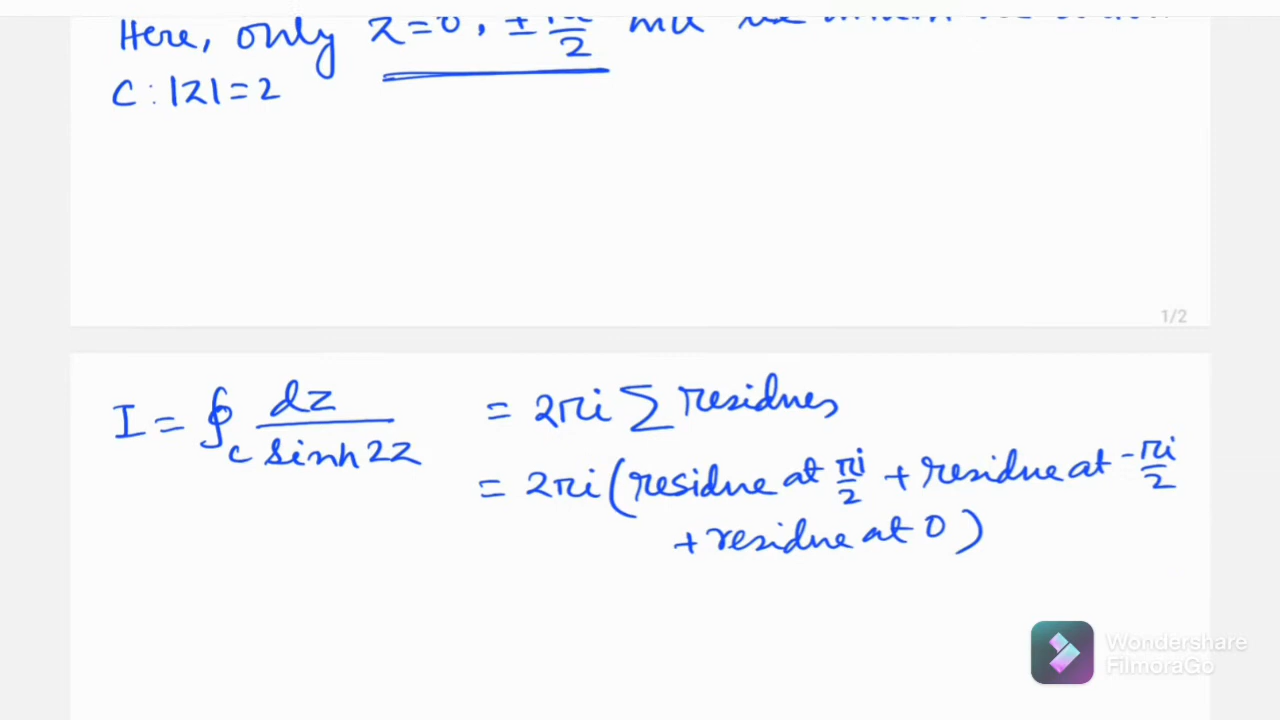 Here, only z=0, ± πi/2
C : |z| = 2
1/2
I = ∮_C dz/sinh 2z = 2πi ∑ residues
= 2πi (residue at πi/2 + residue at -πi/2
+ residue at 0)
Wondershare
FilmoraGo